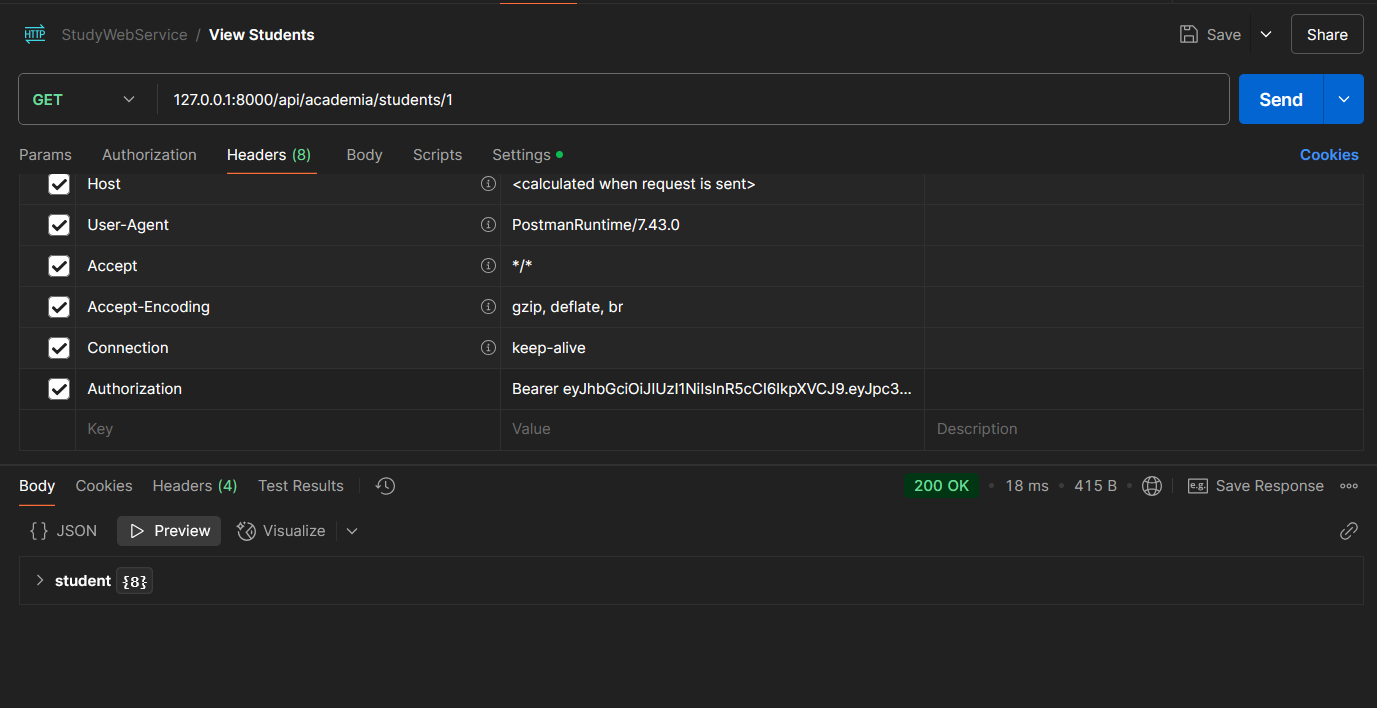 HTTP StudyWebService / View Students Save Share
GET 127.0.0.1:8000/api/academia/students/1 Send
Params Authorization Headers (8) Body Scripts Settings Cookies
Host <calculated when request is sent>
User-Agent PostmanRuntime/7.43.0
Accept */*
Accept-Encoding gzip, deflate, br
Connection keep-alive
Authorization Bearer eyJhbGciOiJIUzI1NiIsInR5cCI6IkpXVCJ9.eyJpc3...
Key Value Description
Body Cookies Headers (4) Test Results 200 OK • 18 ms • 415 B • e.g. Save Response
{} JSON Preview Visualize
student {8}